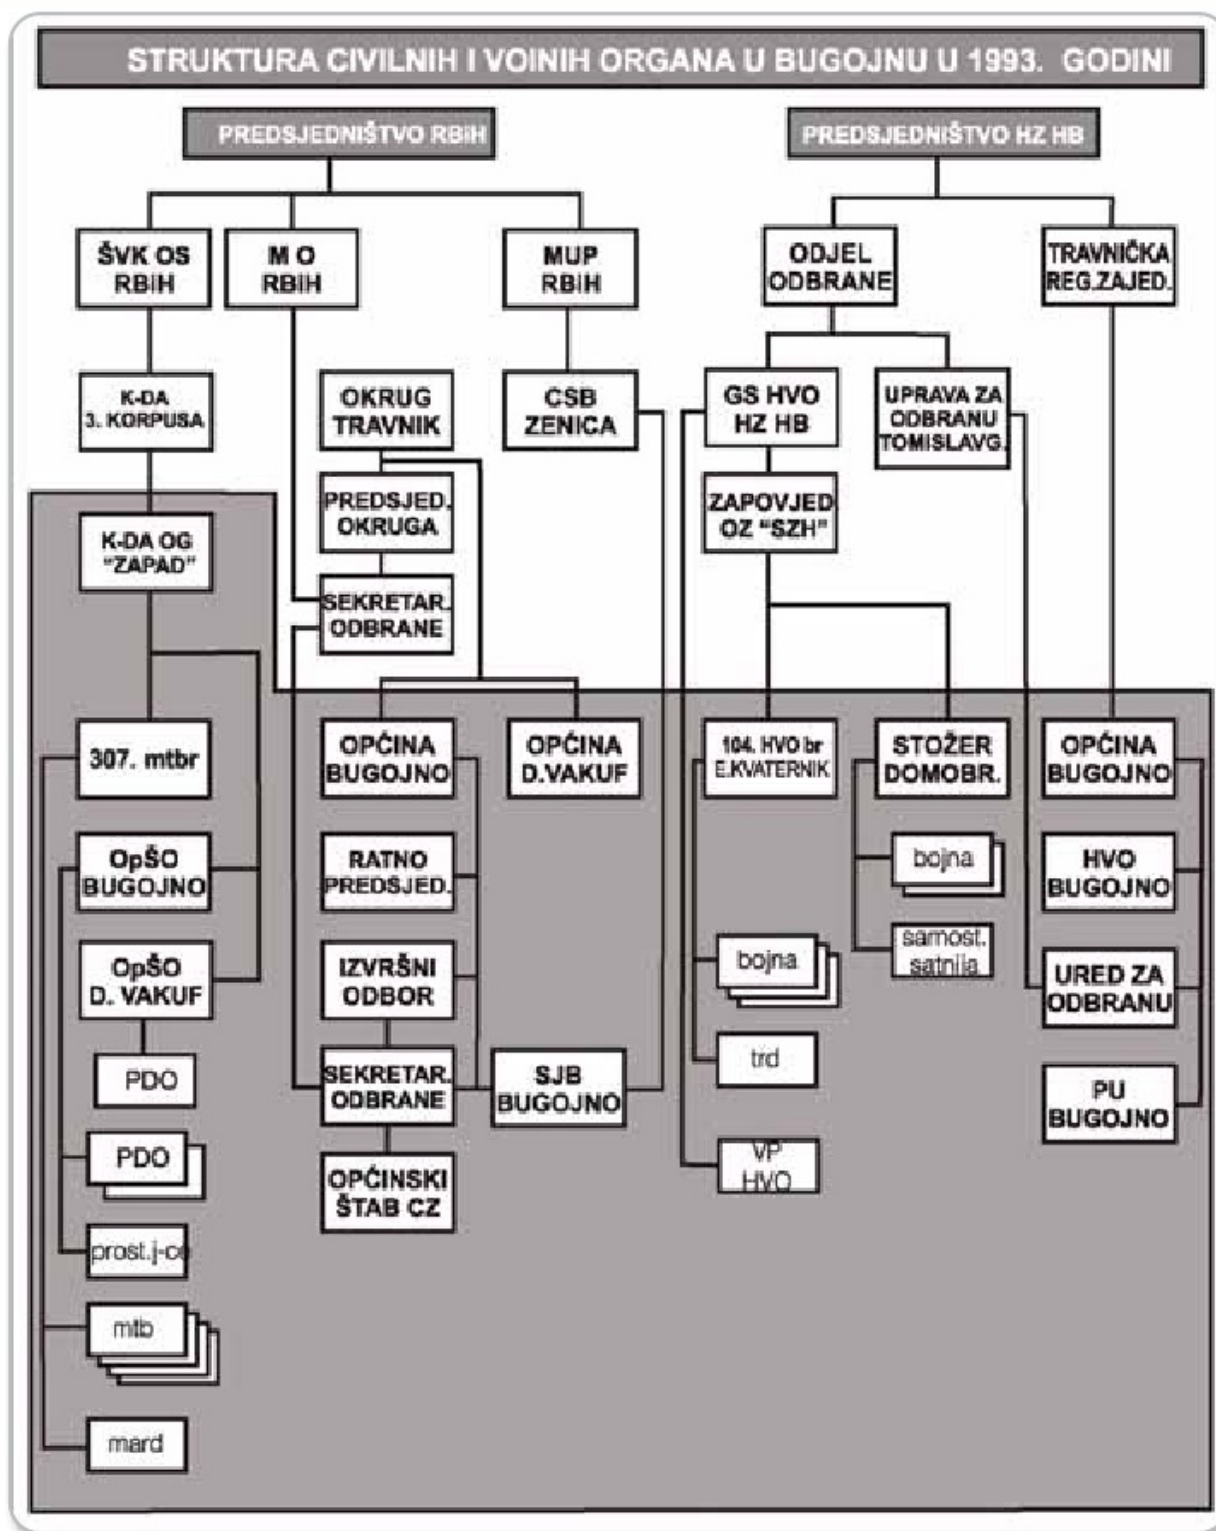 STRUKTURA CIVILNIH I VOINIH ORGANA U BUGOJNU U 1993. GODINI
PREDSJEDNIŠTVO RBiH
PREDSJEDNIŠTVO HZ HB
ŠVK OS
RBiH
M O
RBIH
MUP
RBIH
ODJEL
ODBRANE
TRAVNIČKA
REG.ZAJED.
K-DA
3. KORPUSA
OKRUG
TRAVNIK
CSB
ZENICA
GS HVO
HZ HB
UPRAVA ZA
ODBRANU
TOMISLAVG.
PREDSJED.
OKRUGA
ZAPOVJED
OZ "SZH"
K-DA OG
"ZAPAD"
SEKRETAR.
ODBRANE
307. mtbr
OPĆINA
BUGOJNO
OPĆINA
D.VAKUF
104. HVO br
E.KVATERNIK
STOŽER
DOMOBR.
OPĆINA
BUGOJNO
OpŠO
BUGOJNO
RATNO
PREDSJED.
bojna
HVO
BUGOJNO
OpŠO
D. VAKUF
IZVRŠNI
ODBOR
bojna
samost.
satnija
URED ZA
ODBRANU
PDO
SEKRETAR.
ODBRANE
SJB
BUGOJNO
trd
PU
BUGOJNO
PDO
OPĆINSKI
ŠTAB CZ
VP
HVO
prost.j-ce
mtb
mard